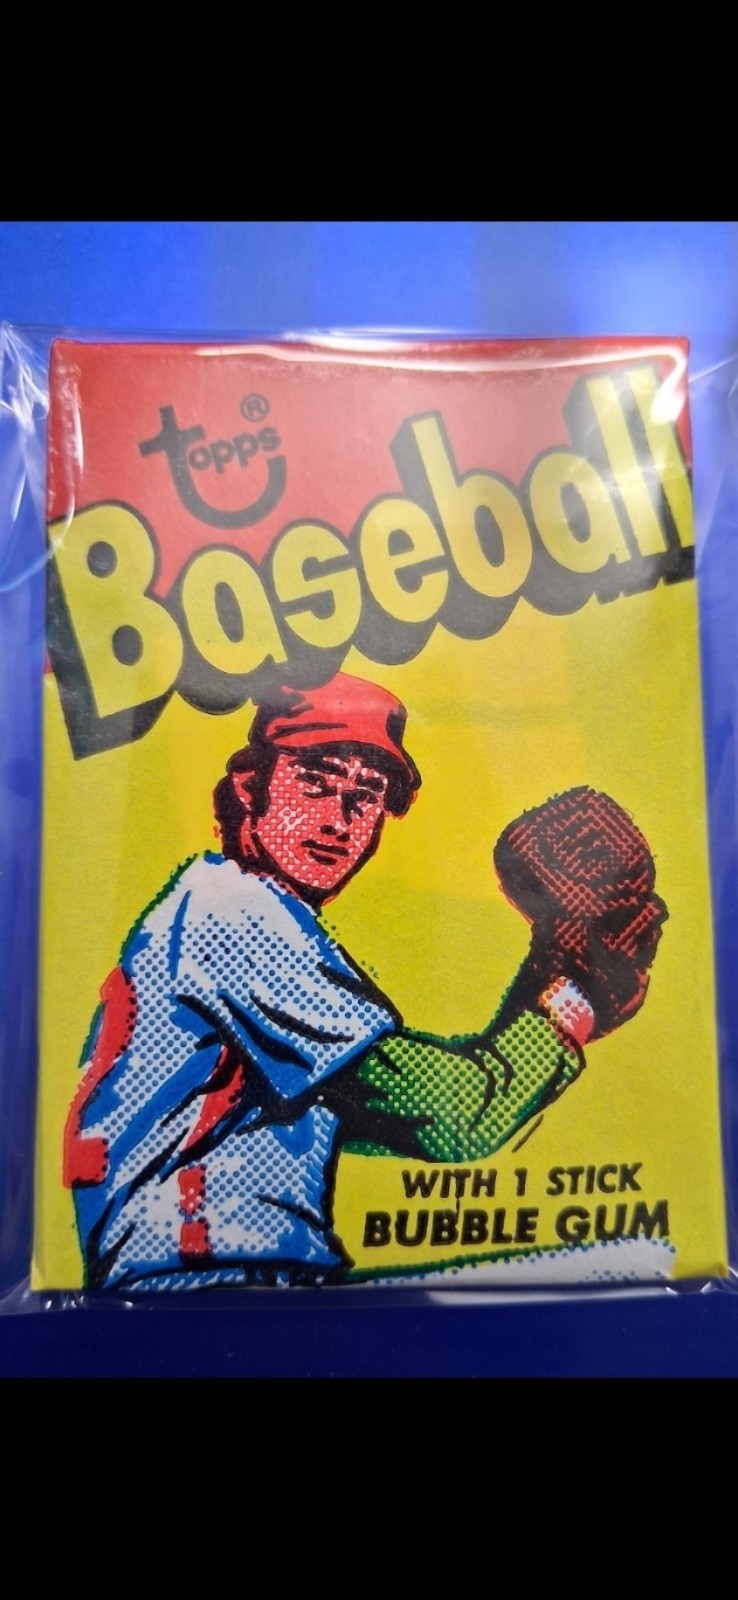 topps®
Baseball
WITH 1 STICK
BUBBLE GUM